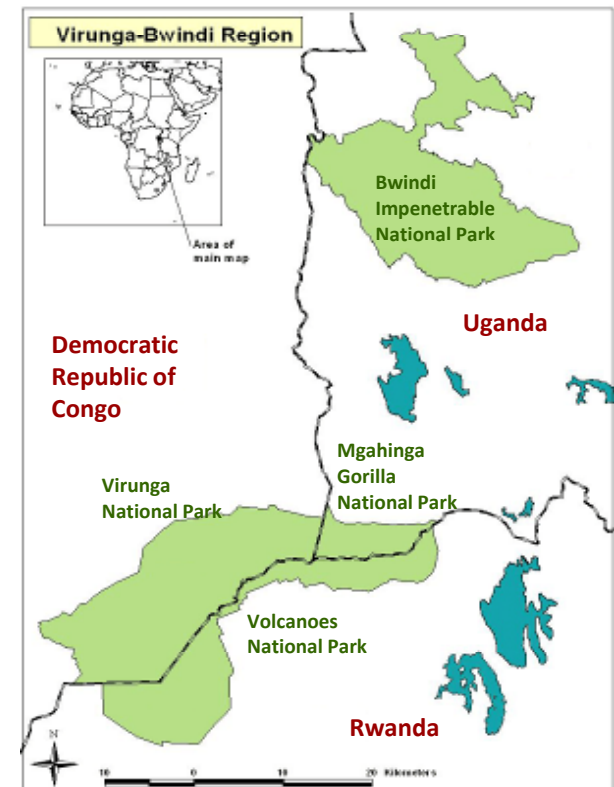 Virunga-Bwindi Region
Area of
main map
Bwindi
Impenetrable
National Park
Uganda
Democratic
Republic of
Congo
Mgahinga
Gorilla
National Park
Virunga
National Park
Volcanoes
National Park
Rwanda
N
10 0 10 20 Kilometers